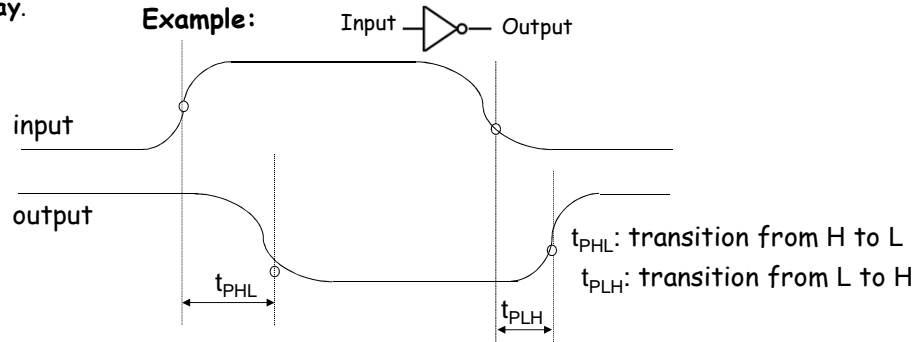 ay.
Example:
Input Output
input
output
t_PHL: transition from H to L
t_PHL
t_PLH: transition from L to H
t_PLH